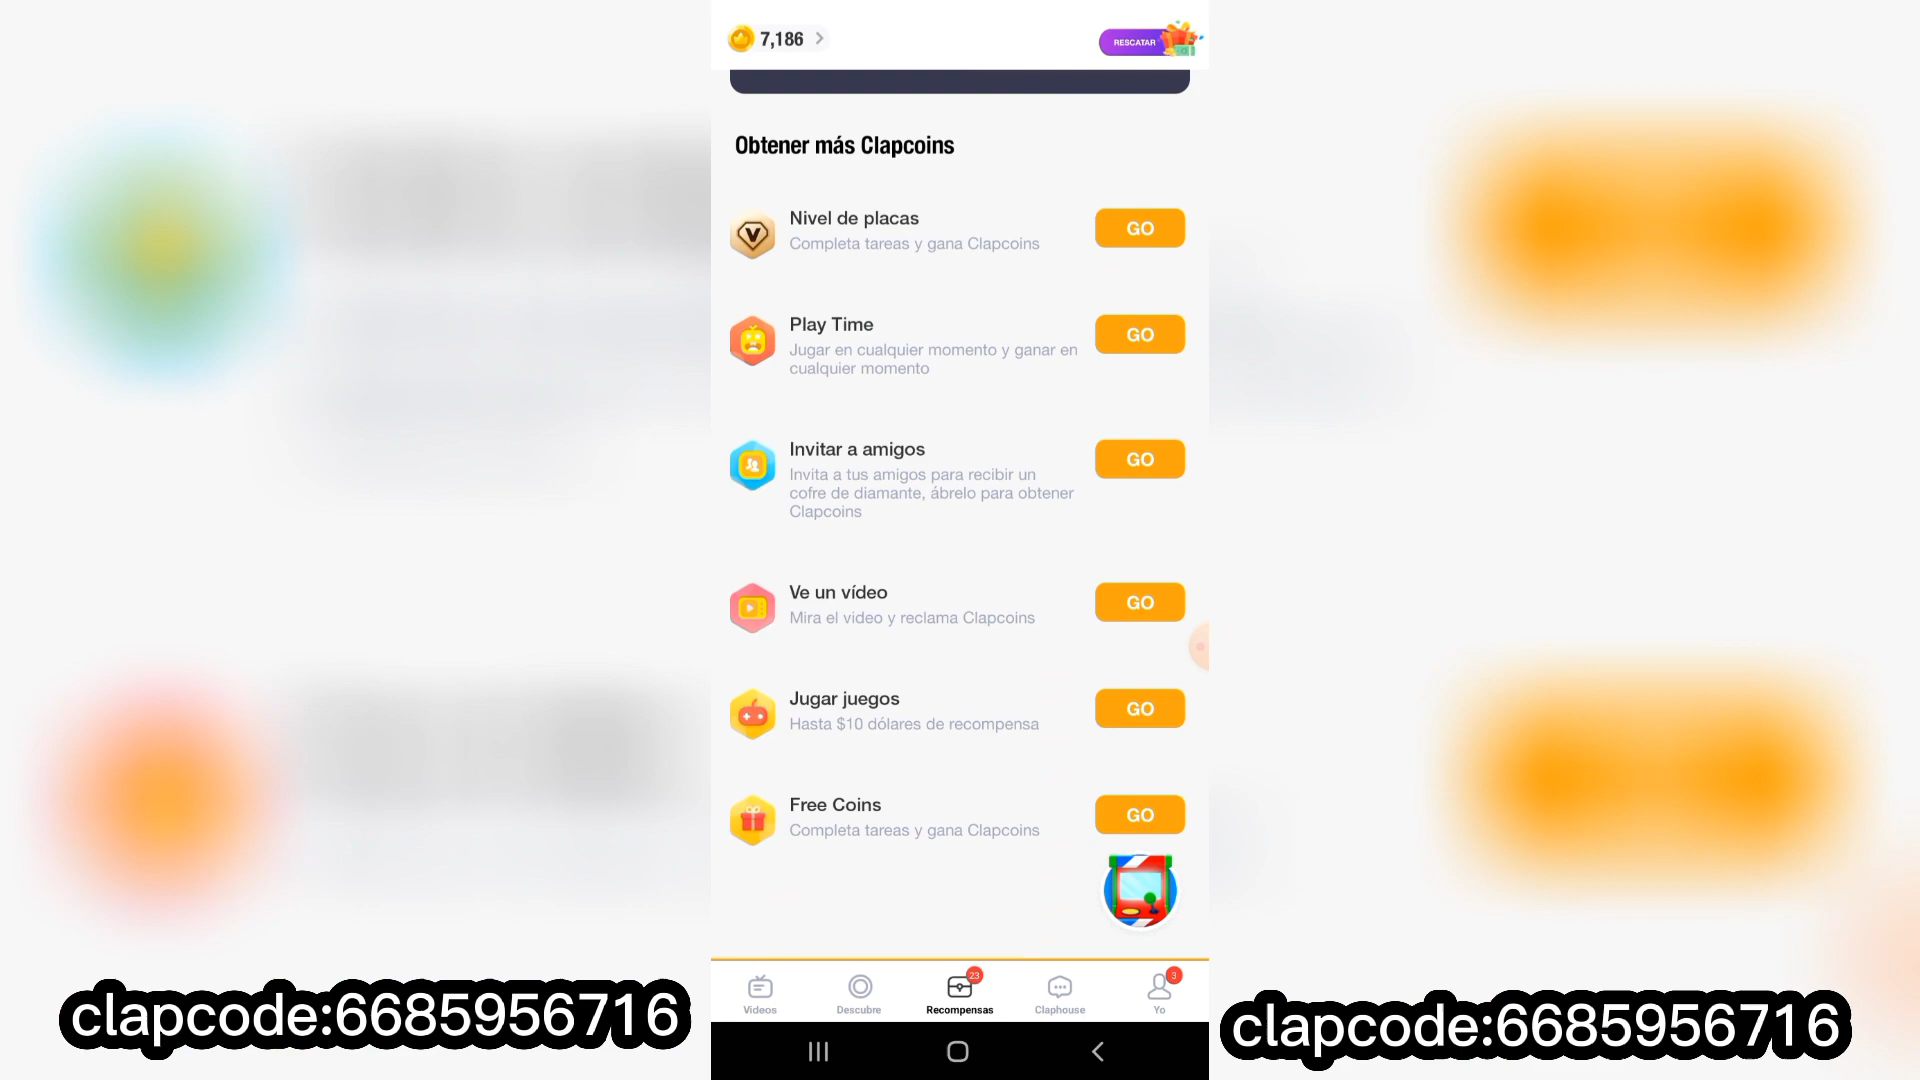 7,186
RESCATAR
Obtener más Clapcoins
Nivel de placas
Completa tareas y gana Clapcoins
GO
Play Time
Jugar en cualquier momento y ganar en
cualquier momento
GO
Invitar a amigos
Invita a tus amigos para recibir un
cofre de diamante, ábrelo para obtener
Clapcoins
GO
Ve un vídeo
Mira el video y reclama Clapcoins
GO
Jugar juegos
Hasta $10 dólares de recompensa
GO
Free Coins
Completa tareas y gana Clapcoins
GO
Videos
Descubre
23
Recompensas
Claphouse
3
Yo
clapcode:6685956716
clapcode:6685956716